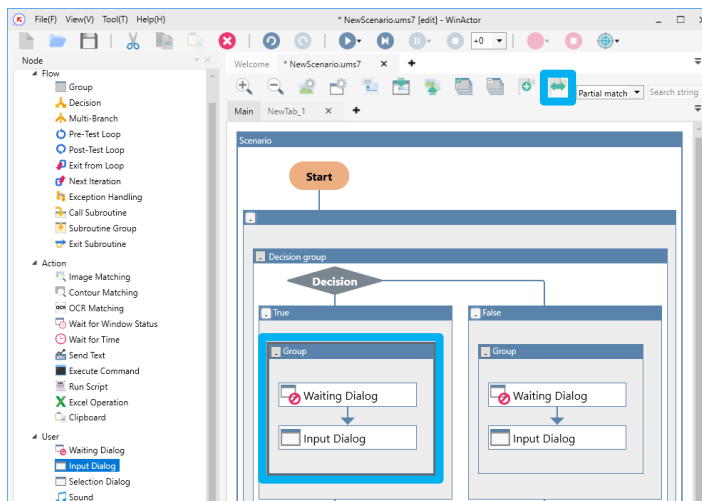 File(F) View(V) Tool(T) Help(H)
* NewScenario.ums7 [edit] - WinActor
+0
Node
Welcome * NewScenario.ums7
Flow
Group
Decision
Multi-Branch
Pre-Test Loop
Post-Test Loop
Exit from Loop
Next Iteration
Exception Handling
Call Subroutine
Subroutine Group
Exit Subroutine
Action
Image Matching
Contour Matching
OCR OCR Matching
Wait for Window Status
Wait for Time
Send Text
Execute Command
Run Script
Excel Operation
Clipboard
User
Waiting Dialog
Input Dialog
Selection Dialog
Sound
Partial match Search string
Main NewTab_1
Scenario
Start
Decision group
Decision
True
False
Group
Group
Waiting Dialog
Waiting Dialog
Input Dialog
Input Dialog